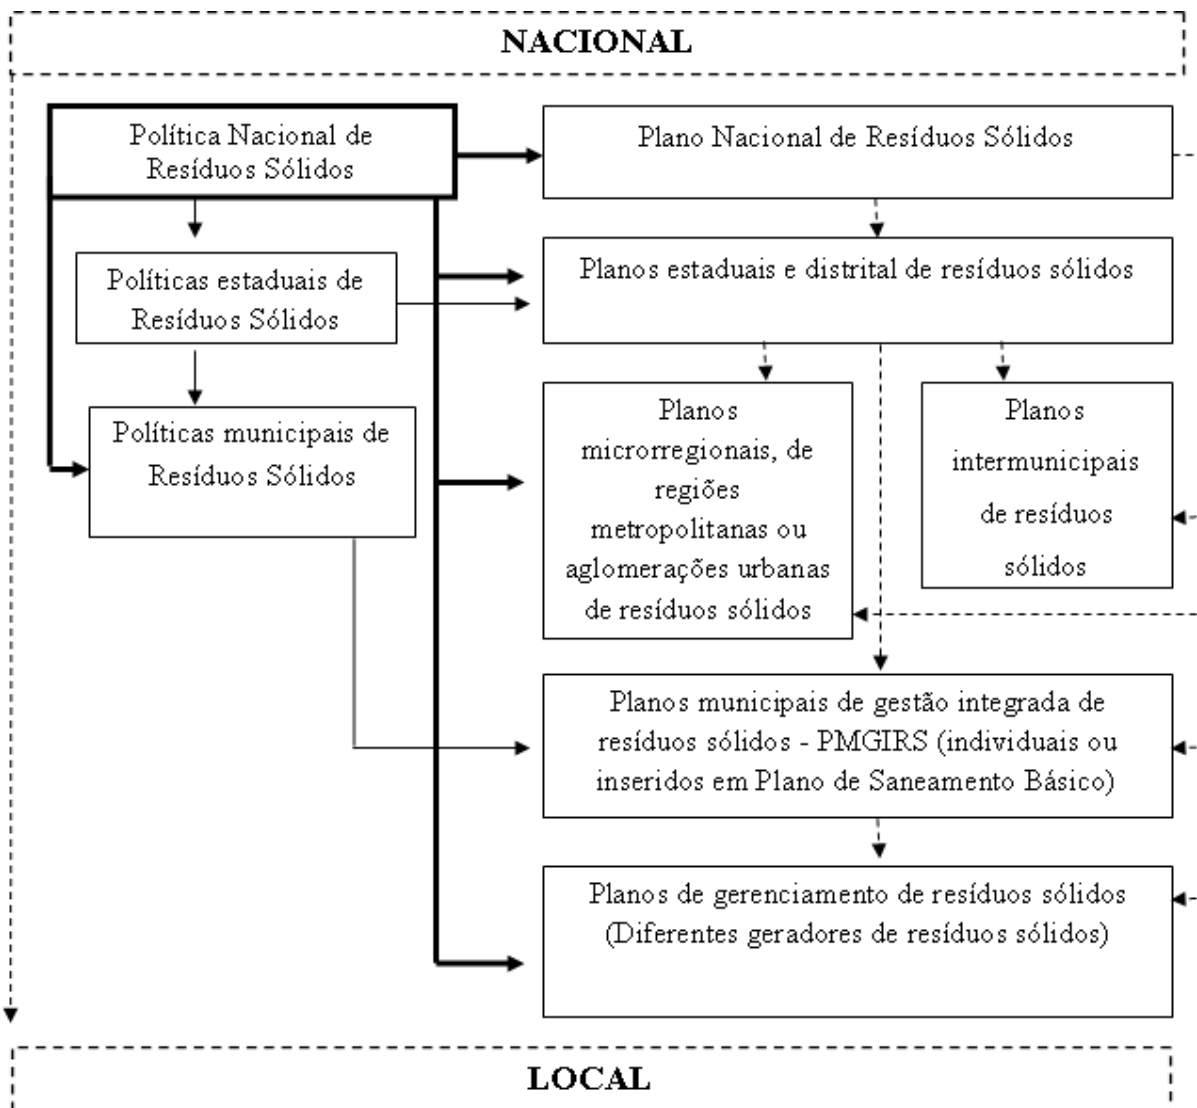 NACIONAL
Política Nacional de
Resíduos Sólidos
Plano Nacional de Resíduos Sólidos
Políticas estaduais de
Resíduos Sólidos
Planos estaduais e distrital de resíduos sólidos
Políticas municipais de
Resíduos Sólidos
Planos
microrregionais, de
regiões
metropolitanas ou
aglomerações urbanas
de resíduos sólidos
Planos
intermunicipais
de resíduos
sólidos
Planos municipais de gestão integrada de
resíduos sólidos - PMGIRS (individuais ou
inseridos em Plano de Saneamento Básico)
Planos de gerenciamento de resíduos sólidos
(Diferentes geradores de resíduos sólidos)
LOCAL